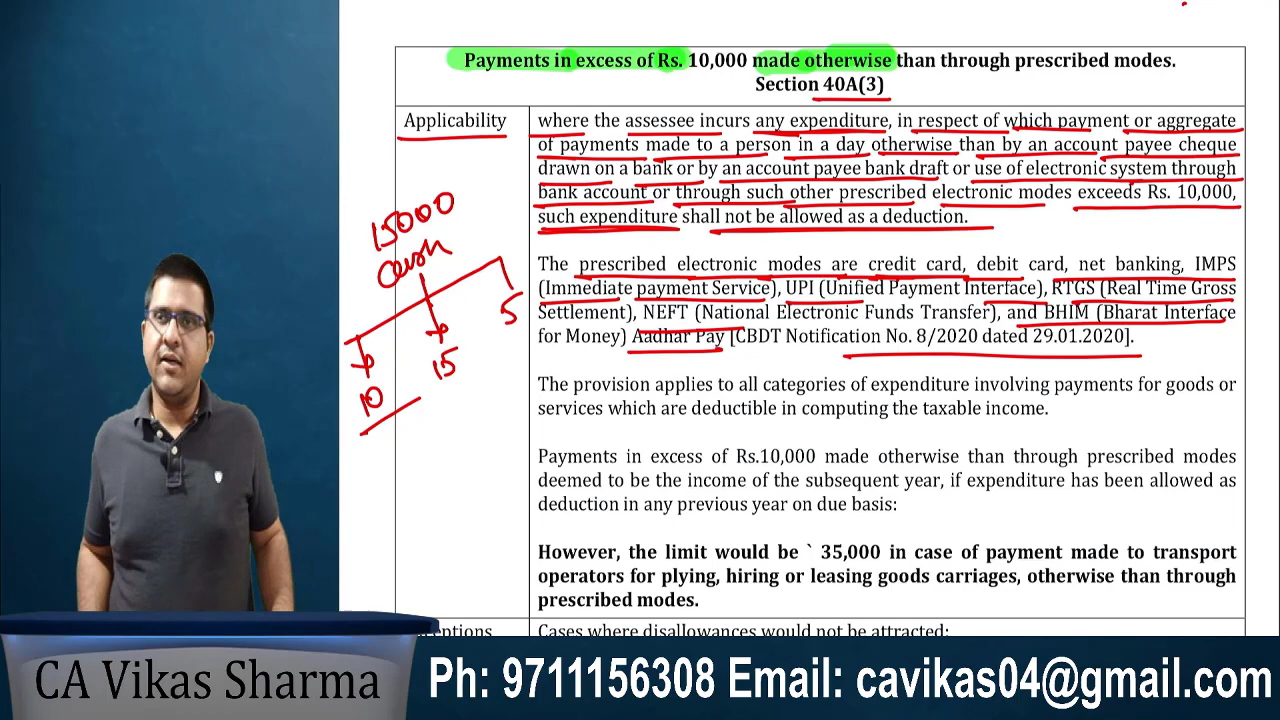 Payments in excess of Rs. 10,000 made otherwise than through prescribed modes.
Section 40A(3)
Applicability
where the assessee incurs any expenditure, in respect of which payment or aggregate
of payments made to a person in a day otherwise than by an account payee cheque
drawn on a bank or by an account payee bank draft or use of electronic system through
bank account or through such other prescribed electronic modes exceeds Rs. 10,000,
such expenditure shall not be allowed as a deduction.
The prescribed electronic modes are credit card, debit card, net banking, IMPS
(Immediate payment Service), UPI (Unified Payment Interface), RTGS (Real Time Gross
Settlement), NEFT (National Electronic Funds Transfer), and BHIM (Bharat Interface
for Money) Aadhar Pay [CBDT Notification No. 8/2020 dated 29.01.2020].
The provision applies to all categories of expenditure involving payments for goods or
services which are deductible in computing the taxable income.
Payments in excess of Rs.10,000 made otherwise than through prescribed modes
deemed to be the income of the subsequent year, if expenditure has been allowed as
deduction in any previous year on due basis:
However, the limit would be ` 35,000 in case of payment made to transport
operators for plying, hiring or leasing goods carriages, otherwise than through
prescribed modes.
15000
Cash
10
15
5
Cases where disallowances would not be attracted:
CA Vikas Sharma
Ph: 9711156308 Email: cavikas04@gmail.com